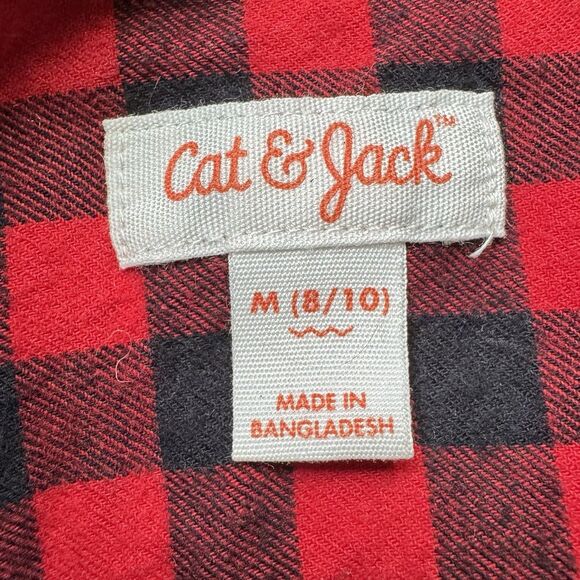 Cat & Jack™
M (8/10)
MADE IN
BANGLADESH